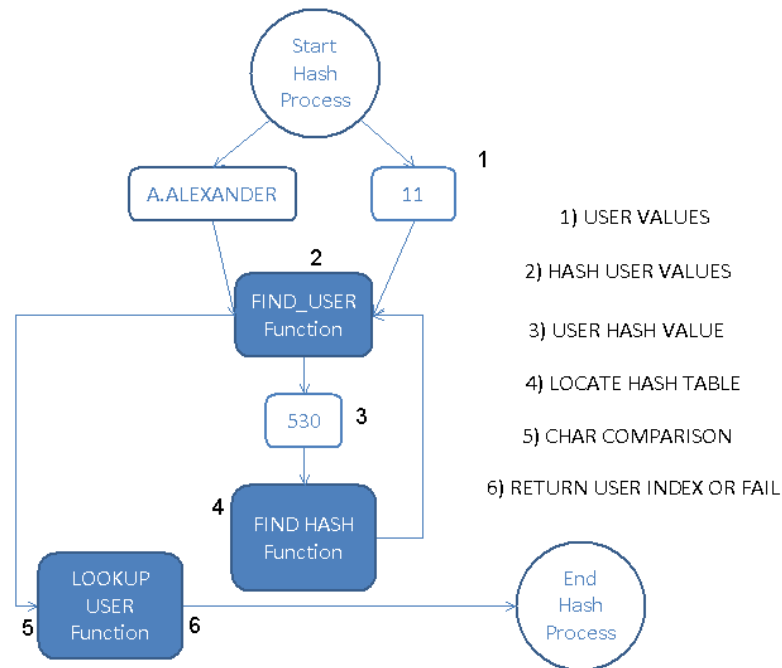 Start
Hash
Process
1
A.ALEXANDER
11
1) USER VALUES
2
2) HASH USER VALUES
FIND_USER
Function
3) USER HASH VALUE
530
3
4) LOCATE HASH TABLE
5) CHAR COMPARISON
4
FIND HASH
Function
6) RETURN USER INDEX OR FAIL
LOOKUP
USER
Function
5
6
End
Hash
Process